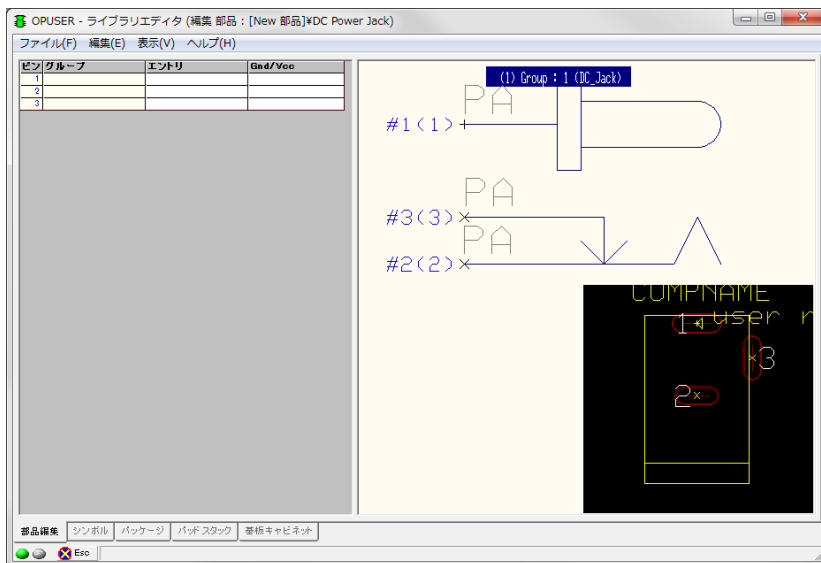 OPUSER - ライブラリエディタ (編集 部品 : [New 部品]¥DC Power Jack)
ファイル(F) 編集(E) 表示(V) ヘルプ(H)
ピン グループ エントリ Gnd/Vcc
1
2
3
(1) Group : 1 (DC_Jack)
PA
#1(1)
PA
#3(3)
PA
#2(2)
COMPNAME
1 user r
3
2
部品編集 シンボル パッケージ パッド スタック 基板キャビネット
Esc